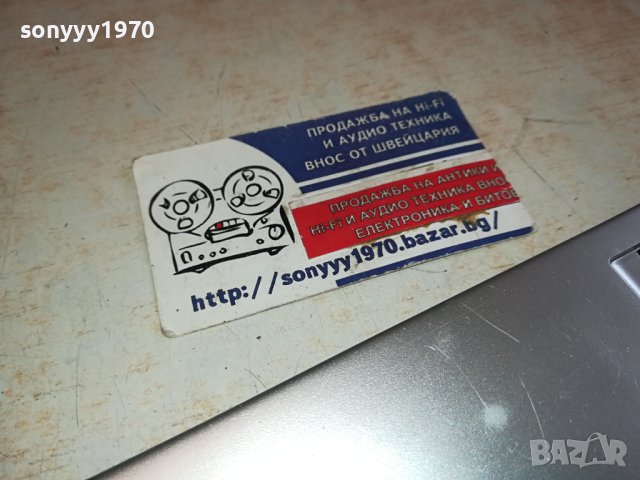 sonyyy1970
ПРОДАЖБА НА Hi-Fi
И АУДИО ТЕХНИКА
ВНОС ОТ ШВЕЙЦАРИЯ
ПРОДАЖБА НА АНТИКИ И
Hi-Fi И АУДИО ТЕХНИКА ВНО
ЕЛЕКТРОНИКА И БИТОВ
http://sonyyy1970.bazar.bg/
BAZAR